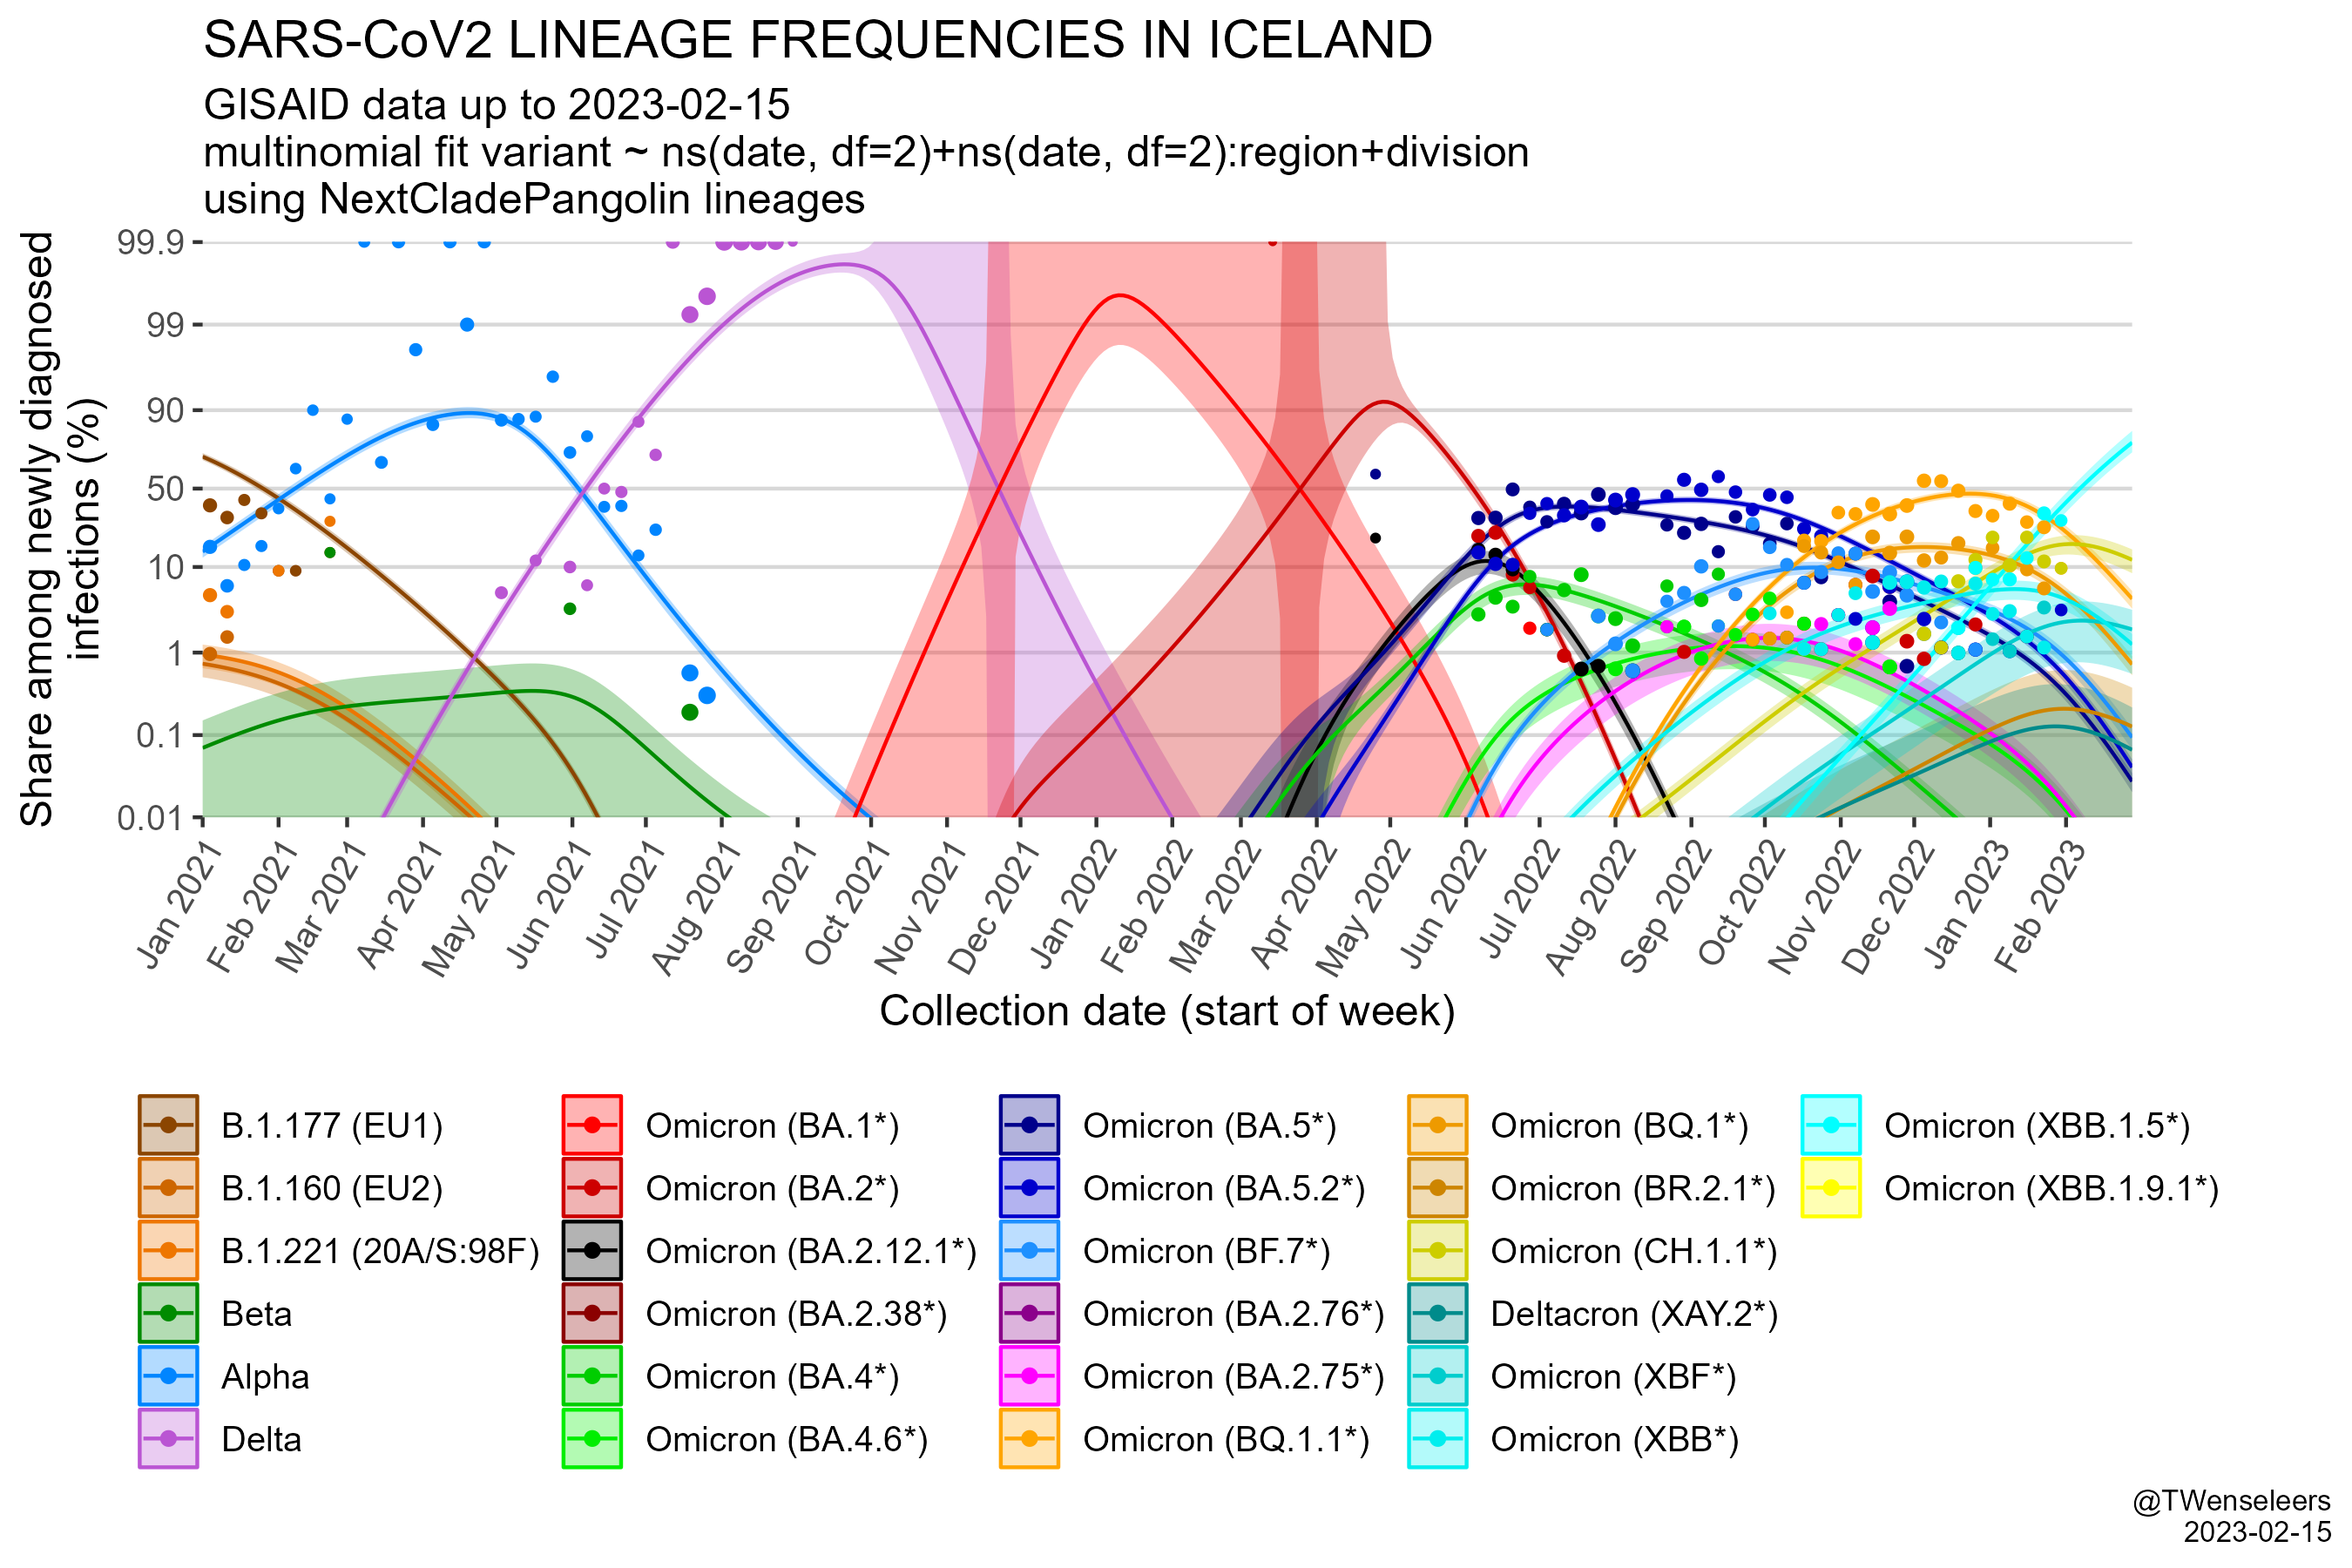 SARS-CoV2 LINEAGE FREQUENCIES IN ICELAND
GISAID data up to 2023-02-15
multinomial fit variant ~ ns(date, df=2)+ns(date, df=2):region+division
using NextCladePangolin lineages
Share among newly diagnosed
infections (%)
99.9
99
90
50
10
1
0.1
0.01
Jan 2021
Feb 2021
Mar 2021
Apr 2021
May 2021
Jun 2021
Jul 2021
Aug 2021
Sep 2021
Oct 2021
Nov 2021
Dec 2021
Jan 2022
Feb 2022
Mar 2022
Apr 2022
May 2022
Jun 2022
Jul 2022
Aug 2022
Sep 2022
Oct 2022
Nov 2022
Dec 2022
Jan 2023
Feb 2023
Collection date (start of week)
B.1.177 (EU1)
B.1.160 (EU2)
B.1.221 (20A/S:98F)
Beta
Alpha
Delta
Omicron (BA.1*)
Omicron (BA.2*)
Omicron (BA.2.12.1*)
Omicron (BA.2.38*)
Omicron (BA.4*)
Omicron (BA.4.6*)
Omicron (BA.5*)
Omicron (BA.5.2*)
Omicron (BF.7*)
Omicron (BA.2.76*)
Omicron (BA.2.75*)
Omicron (BQ.1.1*)
Omicron (BQ.1*)
Omicron (BR.2.1*)
Omicron (CH.1.1*)
Deltacron (XAY.2*)
Omicron (XBF*)
Omicron (XBB*)
Omicron (XBB.1.5*)
Omicron (XBB.1.9.1*)
@TWenseleers
2023-02-15